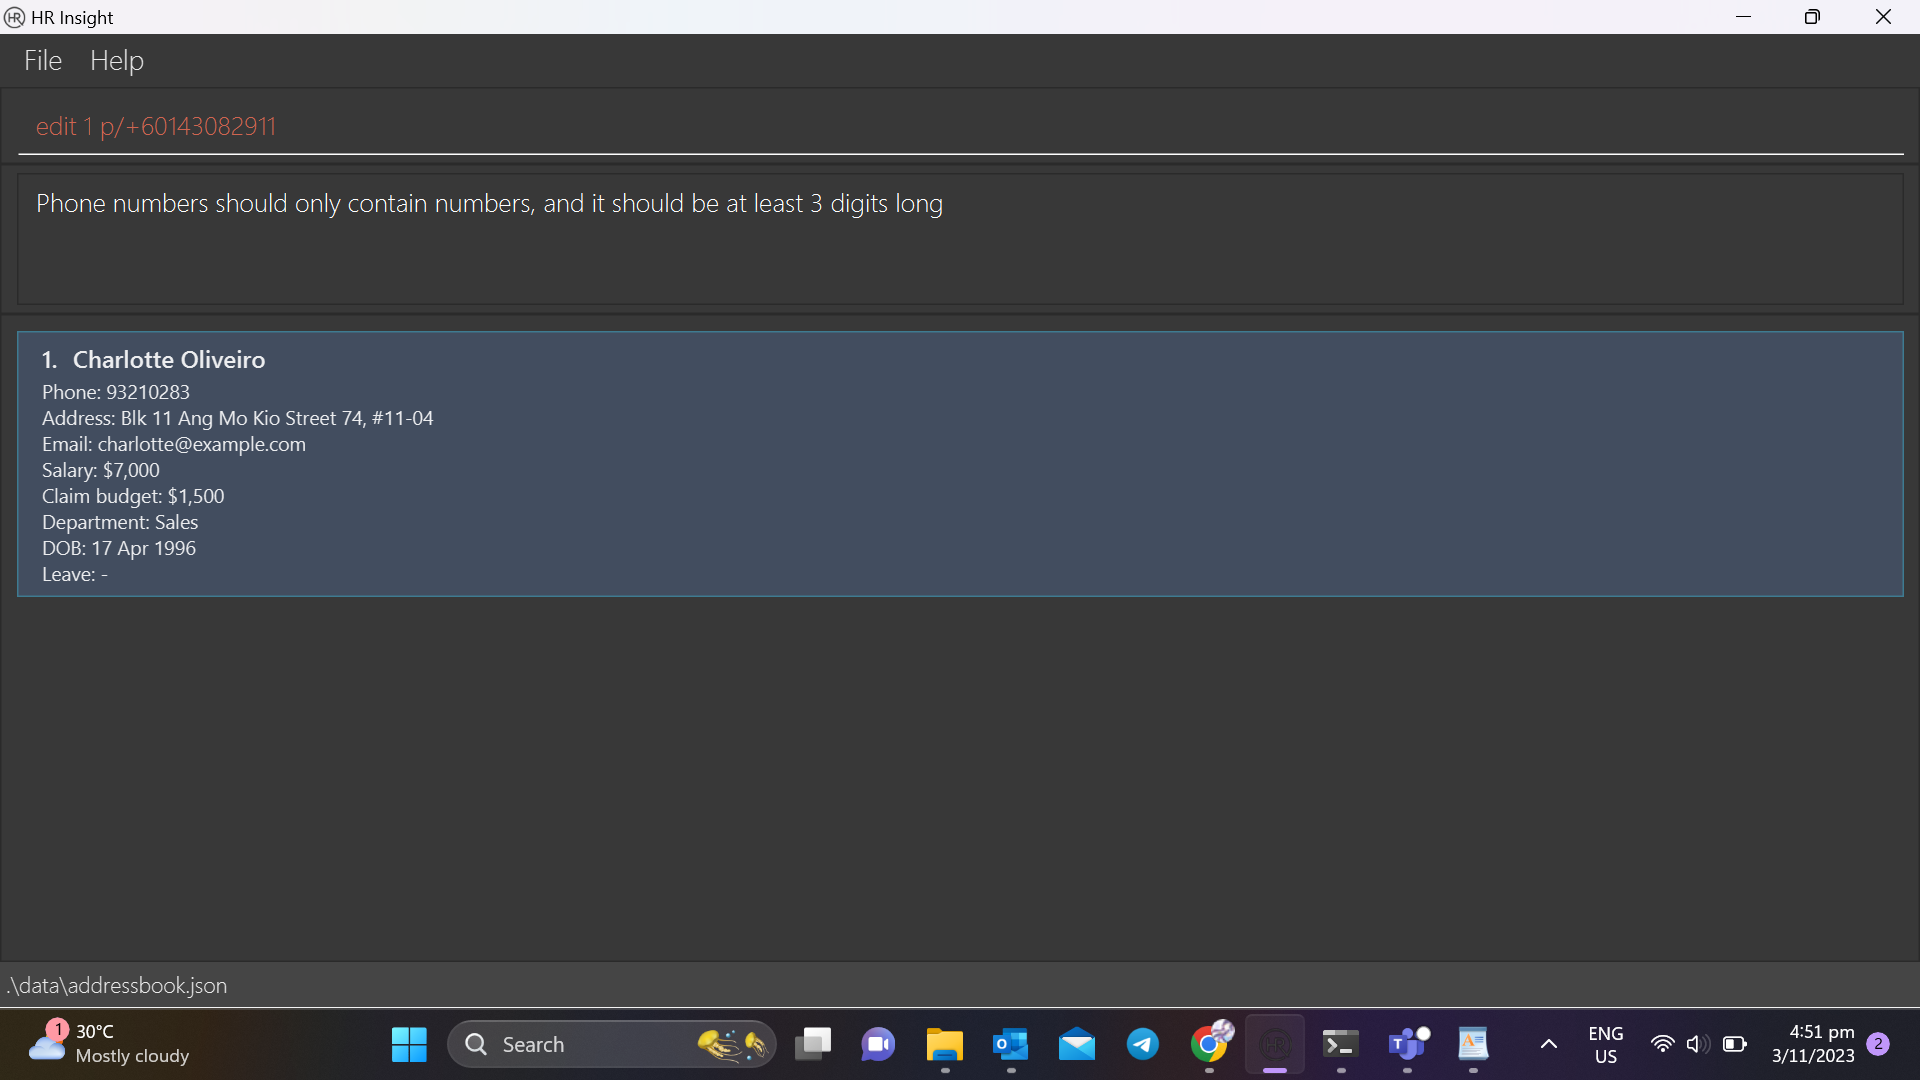 HR Insight
File Help
edit 1 p/+60143082911
Phone numbers should only contain numbers, and it should be at least 3 digits long
1. Charlotte Oliveiro
Phone: 93210283
Address: Blk 11 Ang Mo Kio Street 74, #11-04
Email: charlotte@example.com
Salary: $7,000
Claim budget: $1,500
Department: Sales
DOB: 17 Apr 1996
Leave: -
.\data\addressbook.json
1
30°C
Mostly cloudy
Search
ENG
US
4:51 pm
3/11/2023
2